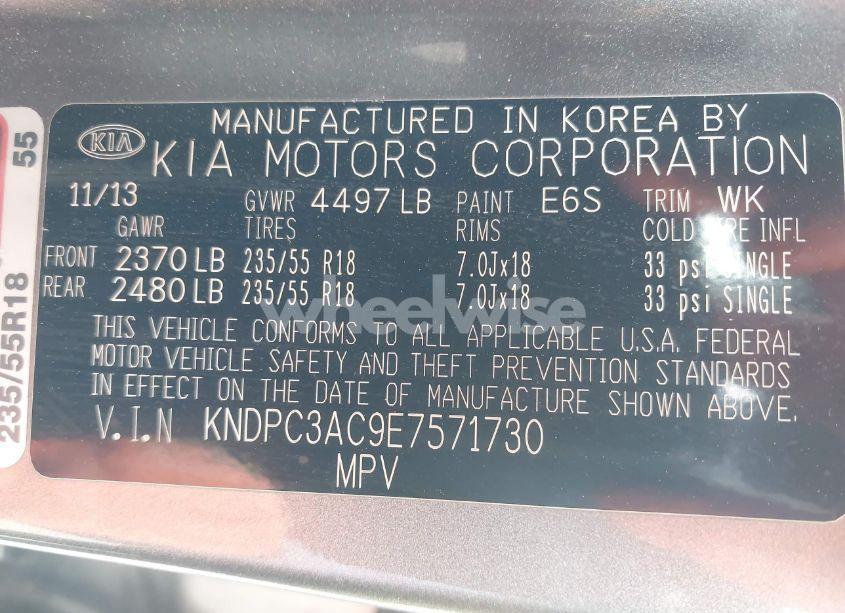 MANUFACTURED IN KOREA BY
KIA KIA MOTORS CORPORATION
11/13 GVWR 4497 LB PAINT E6S TRIM WK
GAWR TIRES RIMS COLD TIRE INFL
FRONT 2370 LB 235/55 R18 7.0Jx18 33 psi SINGLE
REAR 2480 LB 235/55 R18 7.0Jx18 33 psi SINGLE
wheelwise
THIS VEHICLE CONFORMS TO ALL APPLICABLE U.S.A. FEDERAL
MOTOR VEHICLE SAFETY AND THEFT PREVENTION STANDARDS
IN EFFECT ON THE DATE OF MANUFACTURE SHOWN ABOVE.
V.I.N KNDPC3AC9E7571730
MPV
235/55R18 55